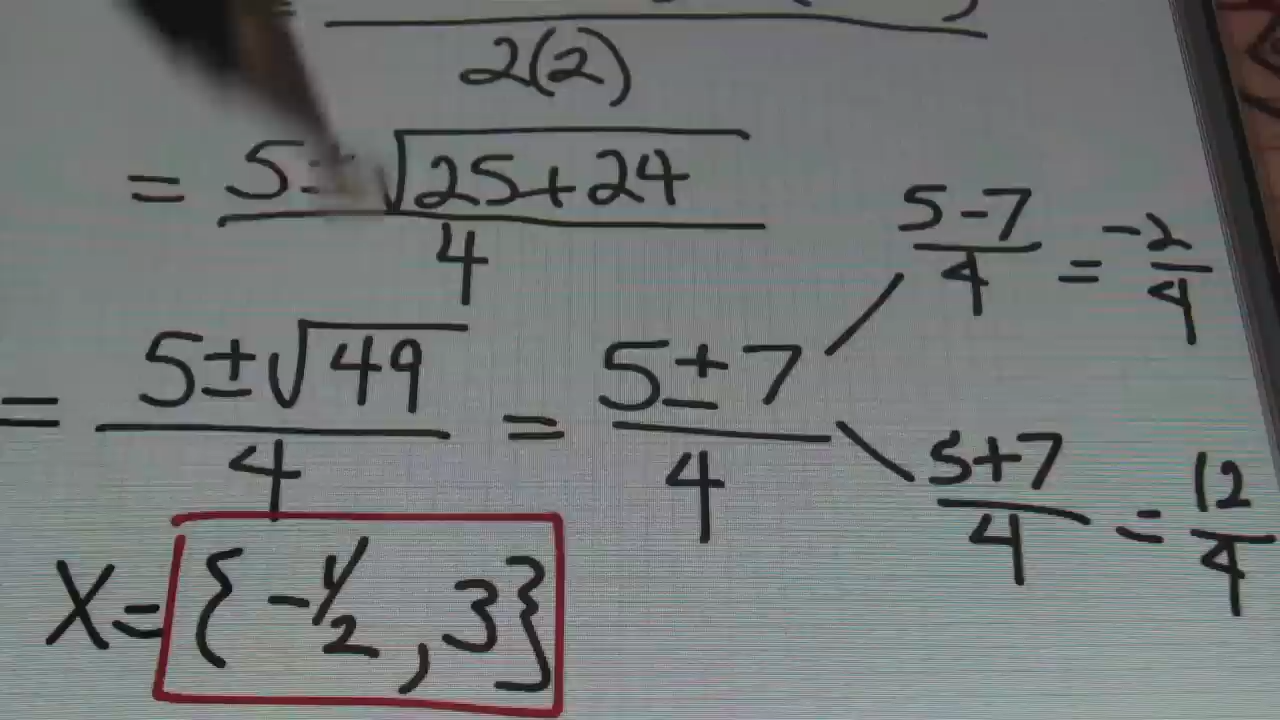 2(2)
= 5± √25+24
4
5-7/4 = -2/4
= 5±√49/4 = 5±7/4
5+7/4 = 12/4
X= {-1/2, 3}